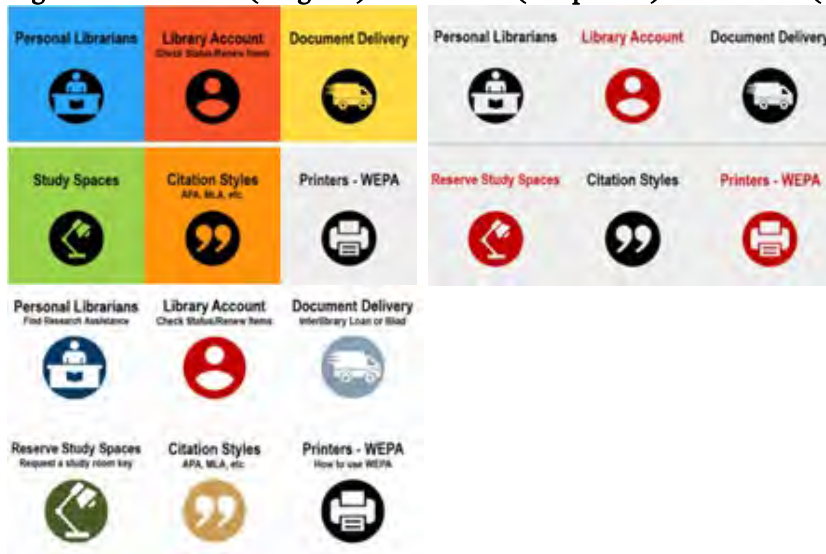 Personal Librarians
Library Account
Check Status/Renew Items
Document Delivery
Study Spaces
Citation Styles
APA, MLA, etc.
Printers - WEPA
Personal Librarians
Library Account
Document Delivery
Reserve Study Spaces
Citation Styles
Printers - WEPA
Personal Librarians
Find Research Assistance
Library Account
Check Status/Renew Items
Document Delivery
Interlibrary Loan or Illiad
Reserve Study Spaces
Request a study room key
Citation Styles
APA, MLA, etc.
Printers - WEPA
How to use WEPA